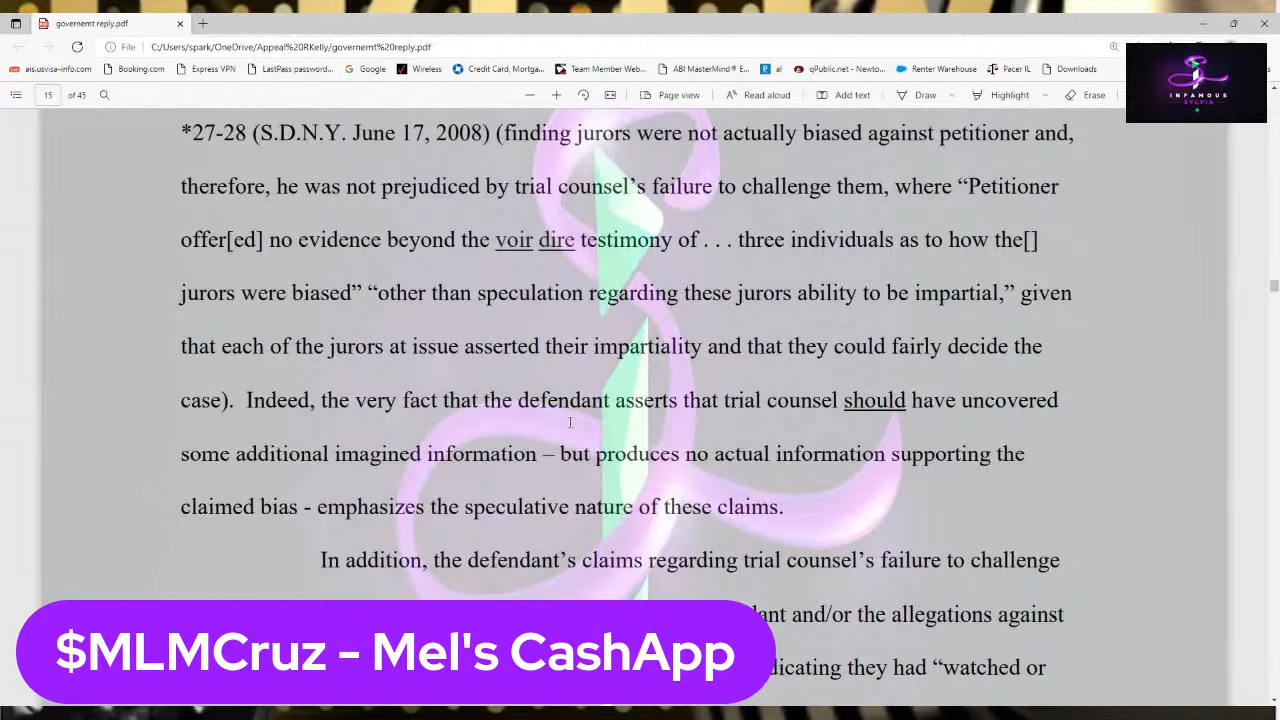 governemt reply.pdf
File
C:/Users/spark/OneDrive/Appeal%20RKelly/governemt%20reply.pdf
ais.usvisa-info.com
Booking.com
Express VPN
LastPass password...
Google
Wireless
Credit Card, Mortga...
Team Member Web...
ABI MasterMind® E...
al
qPublic.net - Newto...
Renter Warehouse
Pacer IL
Downloads
15 of 45
Page view
Read aloud
Add text
Draw
Highlight
Erase
INFAMOUS
SYLVIA
*27-28 (S.D.N.Y. June 17, 2008) (finding jurors were not actually biased against petitioner and,
therefore, he was not prejudiced by trial counsel’s failure to challenge them, where “Petitioner
offer[ed] no evidence beyond the voir dire testimony of . . . three individuals as to how the[]
jurors were biased” “other than speculation regarding these jurors ability to be impartial,” given
that each of the jurors at issue asserted their impartiality and that they could fairly decide the
case). Indeed, the very fact that the defendant asserts that trial counsel should have uncovered
some additional imagined information – but produces no actual information supporting the
claimed bias - emphasizes the speculative nature of these claims.
In addition, the defendant’s claims regarding trial counsel’s failure to challenge
and/or the allegations against
they had “watched or
$MLMCruz - Mel's CashApp